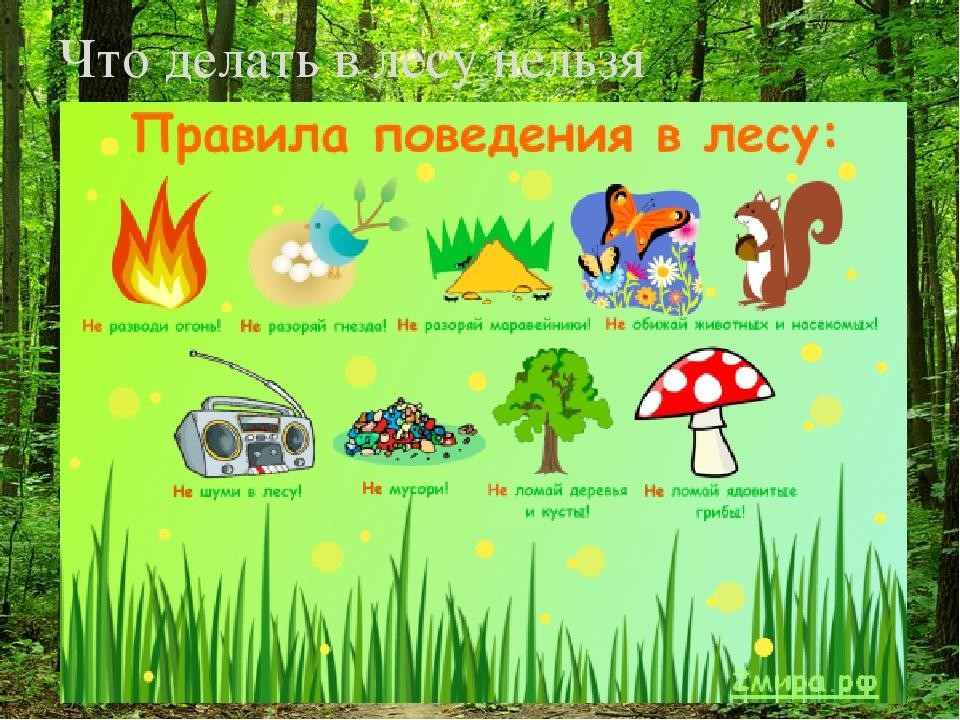 Что делать в лесу нельзя
Правила поведения в лесу:
Не разводи огонь!
Не разоряй гнезда!
Не разоряй маравейники!
Не обижай животных и насекомых!
Не шуми в лесу!
Не мусори!
Не ломай деревья
и кусты!
Не ломай ядовитые
грибы!
2мира.рф